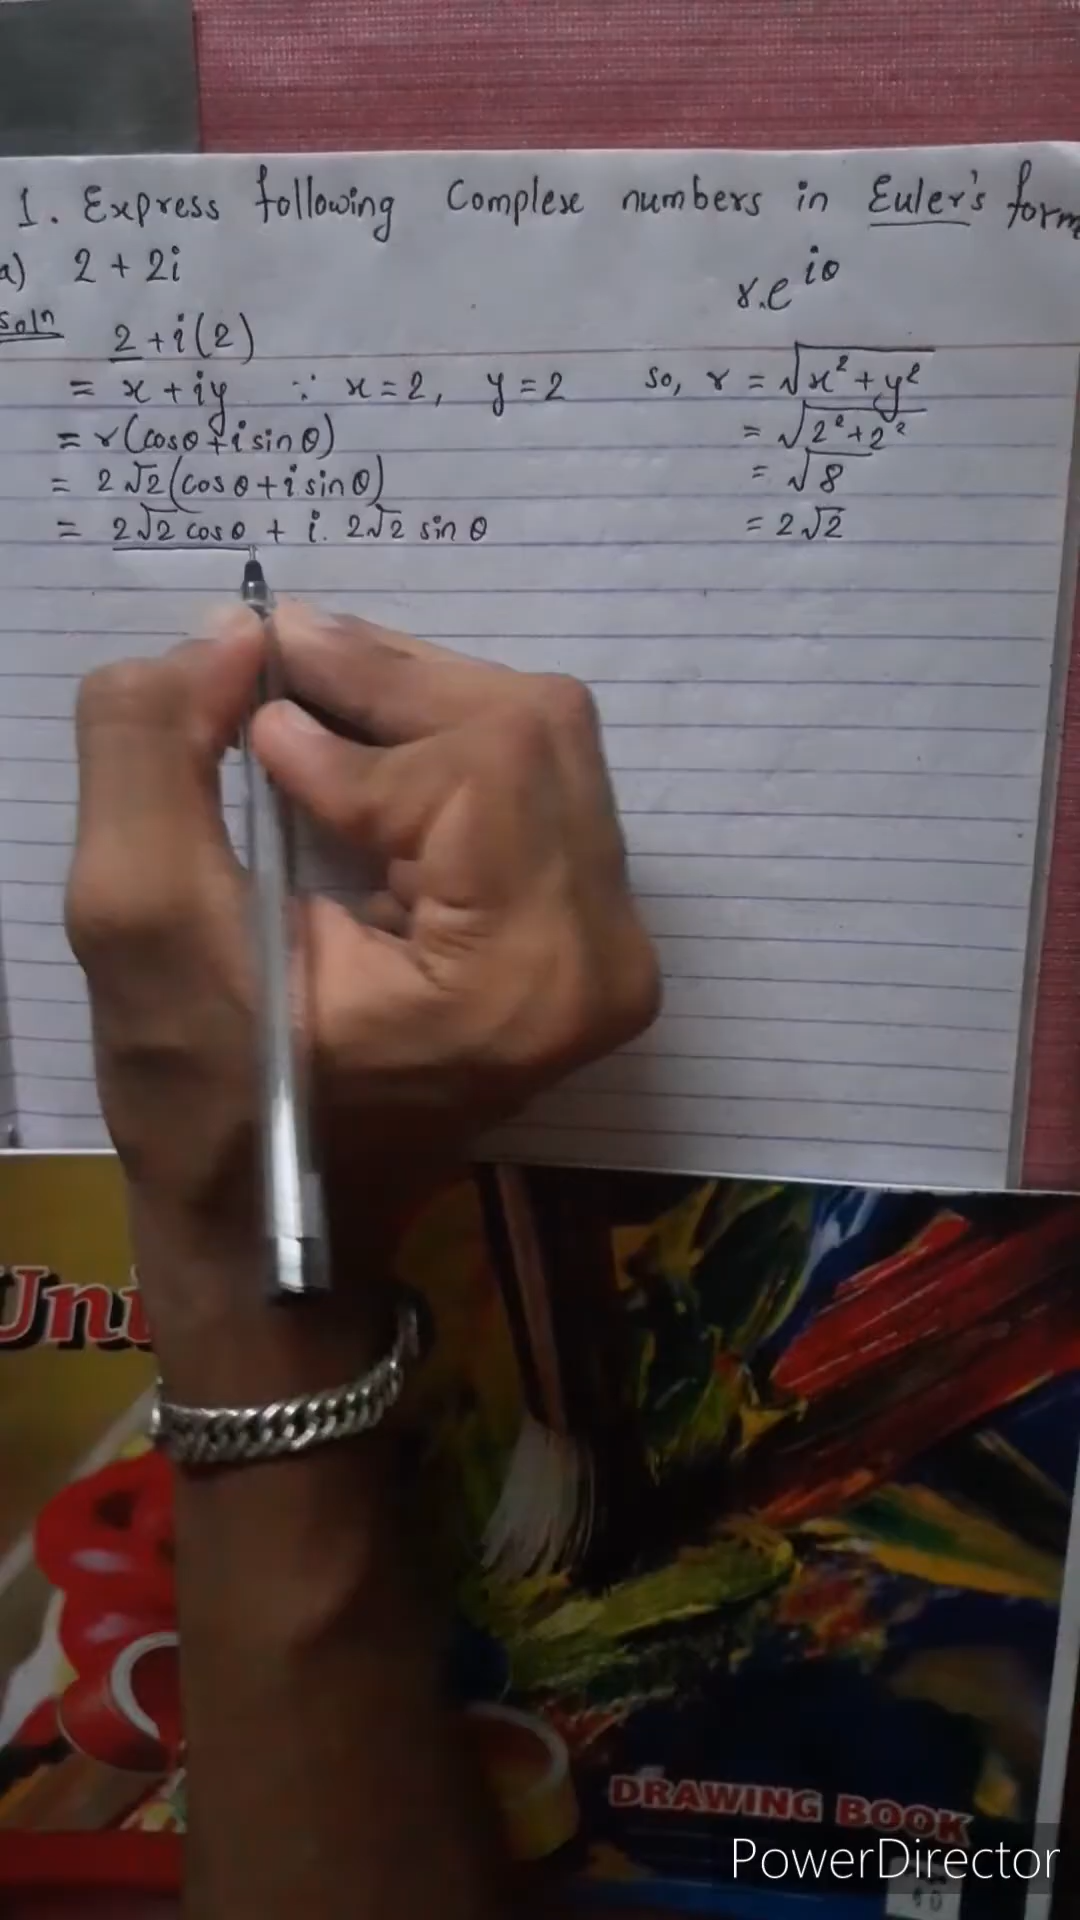 1. Express following Complex numbers in Euler's form
a) 2 + 2i
r.e^iθ
soln
2 + i(2)
= x + iy ∵ x = 2, y = 2 so, r = √x² + y²
= r(cosθ + i sinθ) = √2² + 2²
= 2√2(cosθ + i sinθ) = √8
= 2√2 cosθ + i. 2√2 sinθ = 2√2
DRAWING BOOK
PowerDirector